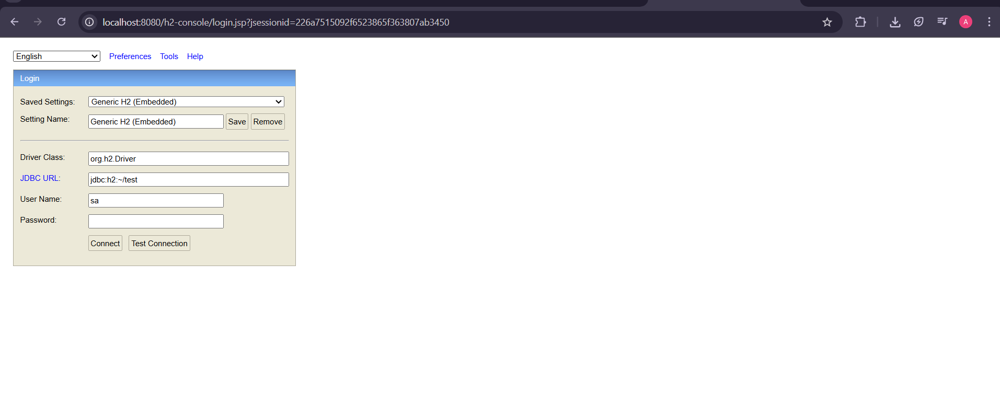 localhost:8080/h2-console/login.jsp?jsessionid=226a7515092f6523865f363807ab3450
A
English Preferences Tools Help
Login
Saved Settings: Generic H2 (Embedded)
Setting Name: Generic H2 (Embedded) Save Remove
Driver Class: org.h2.Driver
JDBC URL: jdbc:h2:~/test
User Name: sa
Password:
Connect Test Connection